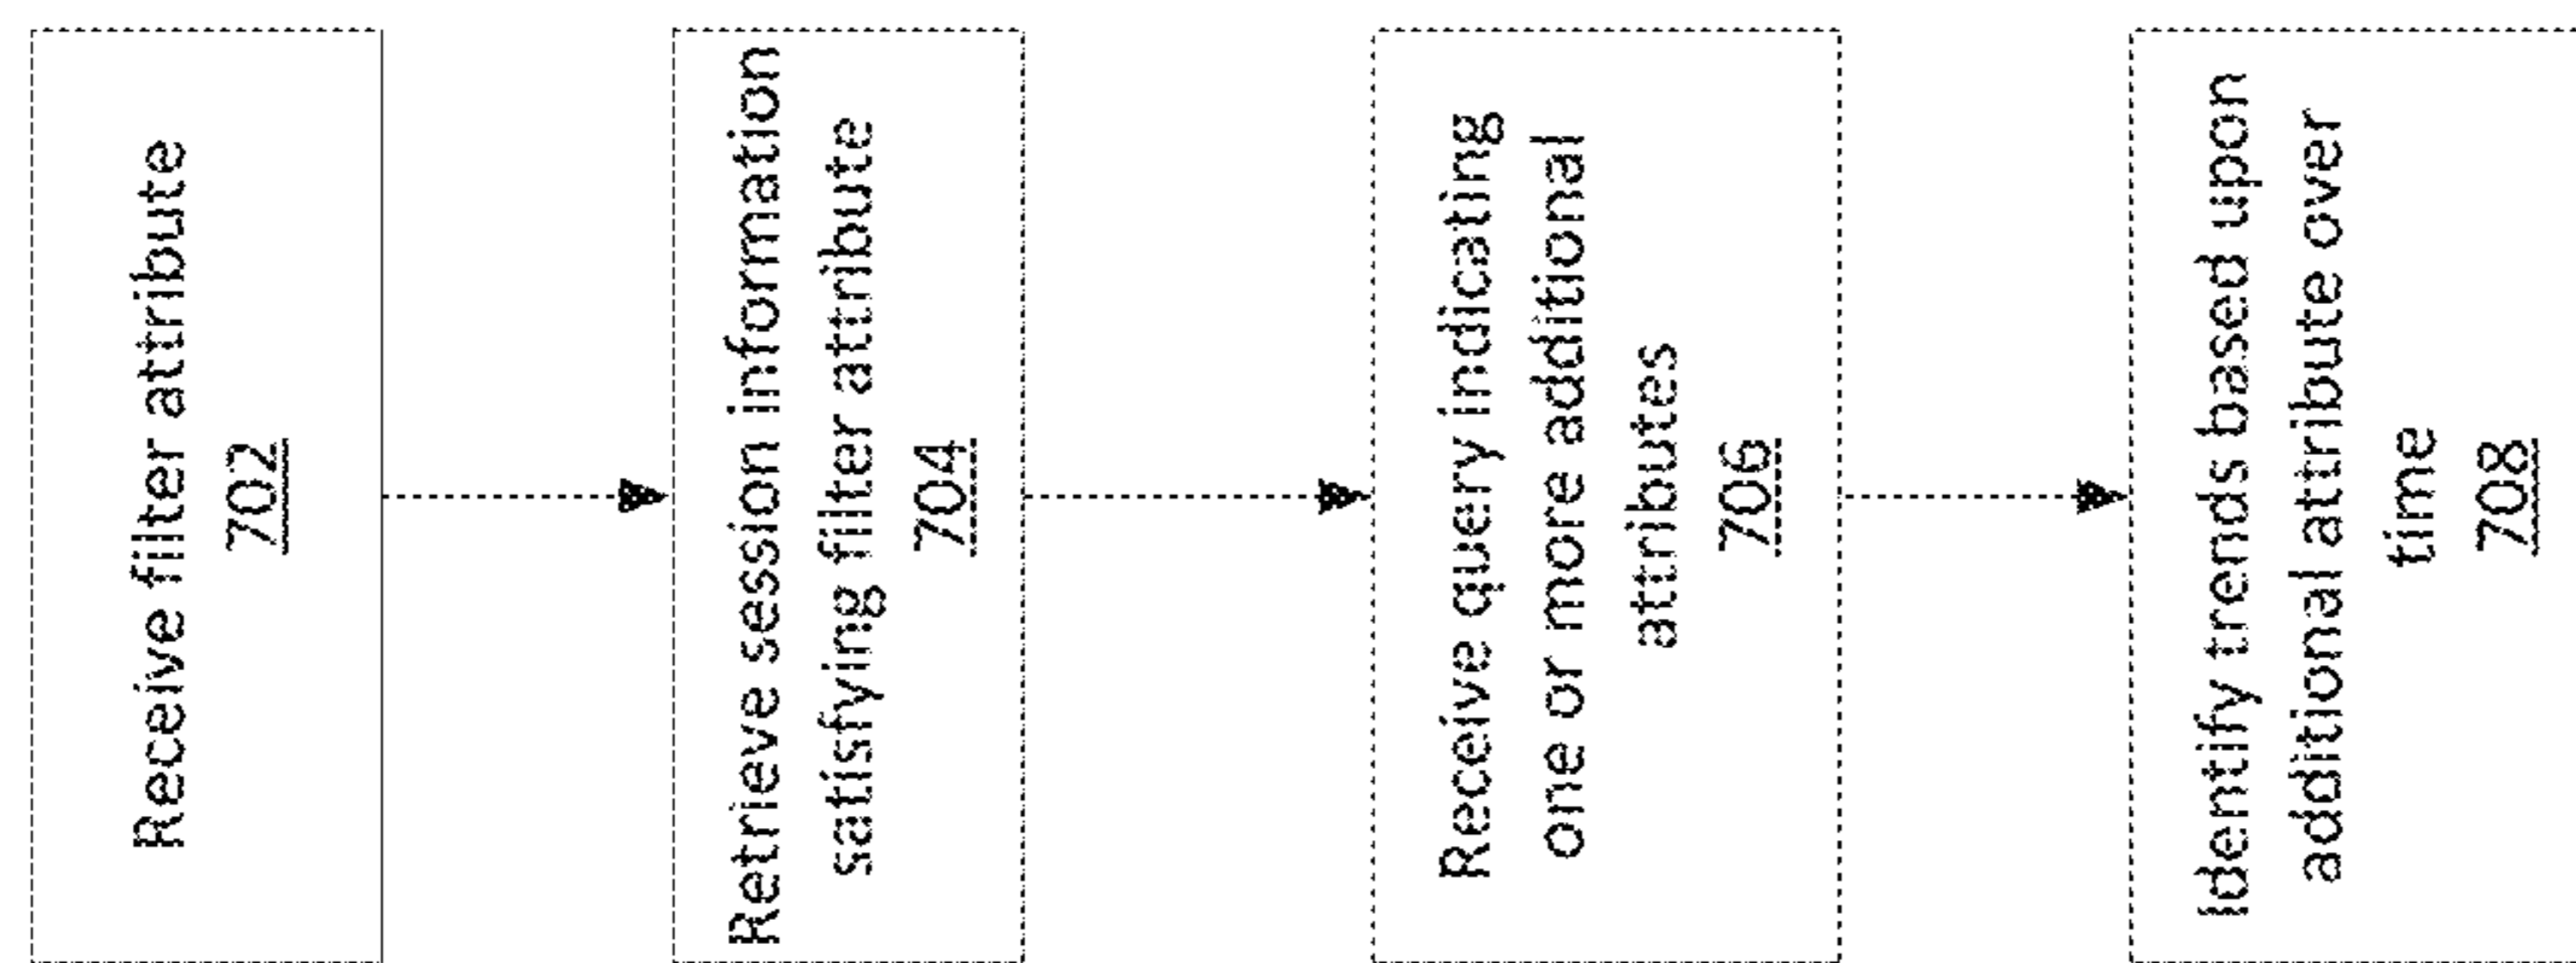 Receive filter attribute
702
Retrieve session information
satisfying filter attribute
704
Receive query indicating
one or more additional
attributes
706
Identify trends based upon
additional attribute over
time
708